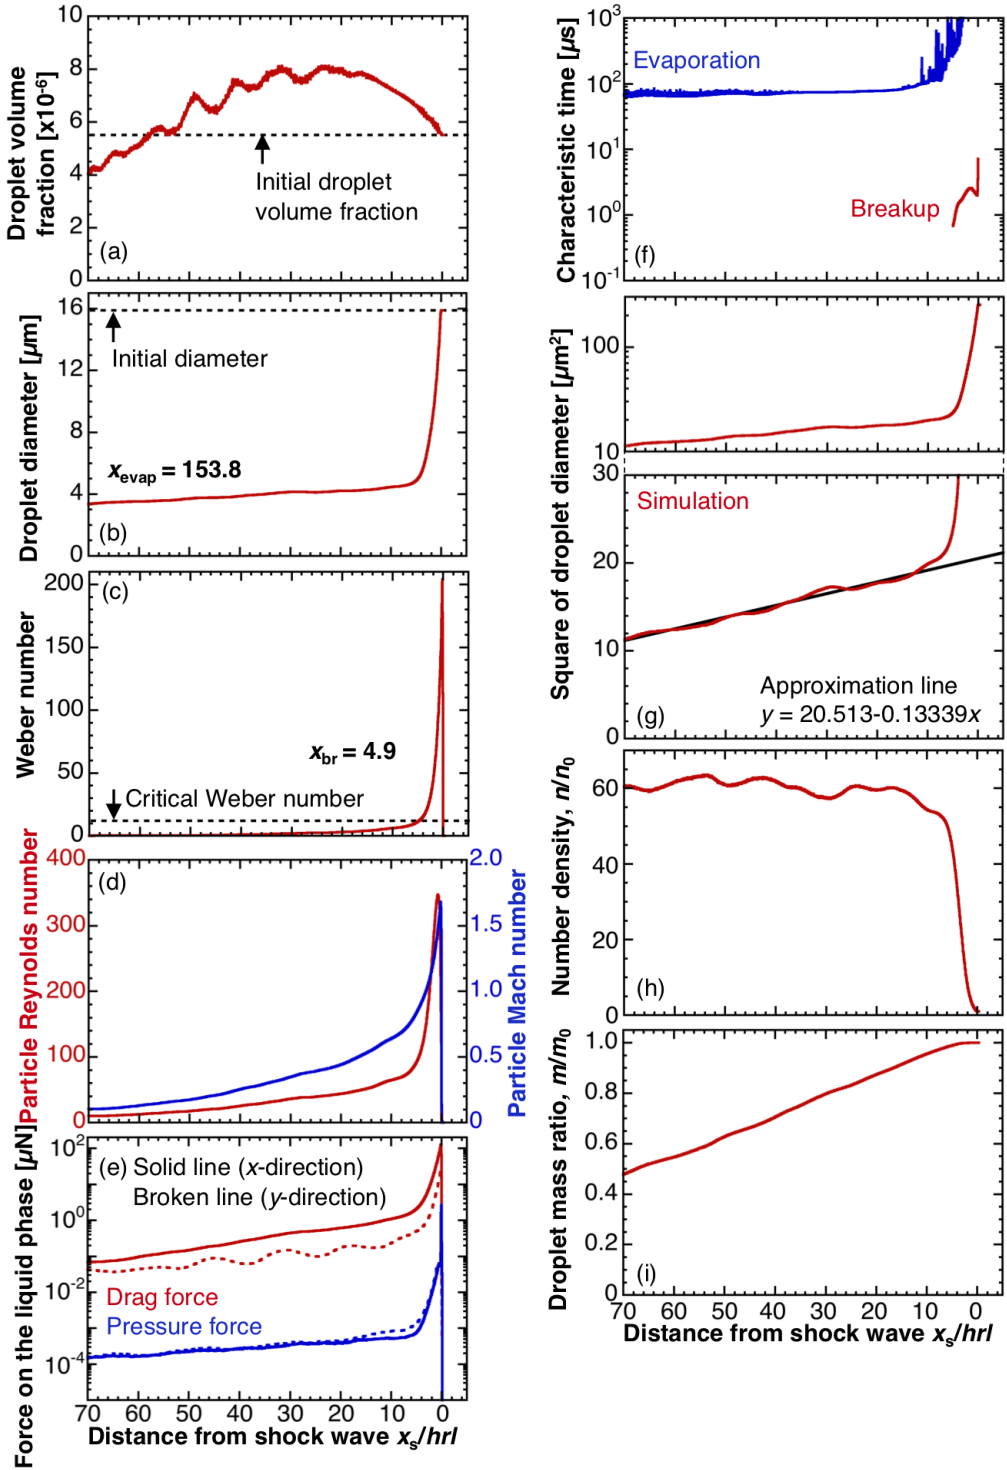 Droplet volume
fraction [x10-6]
10
8
6
4
2
0
Initial droplet
volume fraction
(a)
Droplet diameter [μm]
16
12
8
4
0
Initial diameter
xevap = 153.8
(b)
Weber number
200
150
100
50
0
(c)
xbr = 4.9
Critical Weber number
Particle Reynolds number
400
300
200
100
0
(d)
Particle Mach number
2.0
1.5
1.0
0.5
0
Force on the liquid phase [μN]
10²
10⁰
10⁻²
10⁻⁴
(e) Solid line (x-direction)
Broken line (y-direction)
Drag force
Pressure force
70 60 50 40 30 20 10 0
Distance from shock wave xs/hrl
Characteristic time [μs]
10³
10²
10¹
10⁰
10⁻¹
Evaporation
Breakup
(f)
70 60 50 40 30 20 10 0
Square of droplet diameter [μm²]
100
10
30
20
10
0
Simulation
Approximation line
y = 20.513-0.13339x
(g)
Number density, n/n0
60
40
20
0
(h)
Droplet mass ratio, m/m0
1.0
0.8
0.6
0.4
0.2
0
(i)
70 60 50 40 30 20 10 0
Distance from shock wave xs/hrl